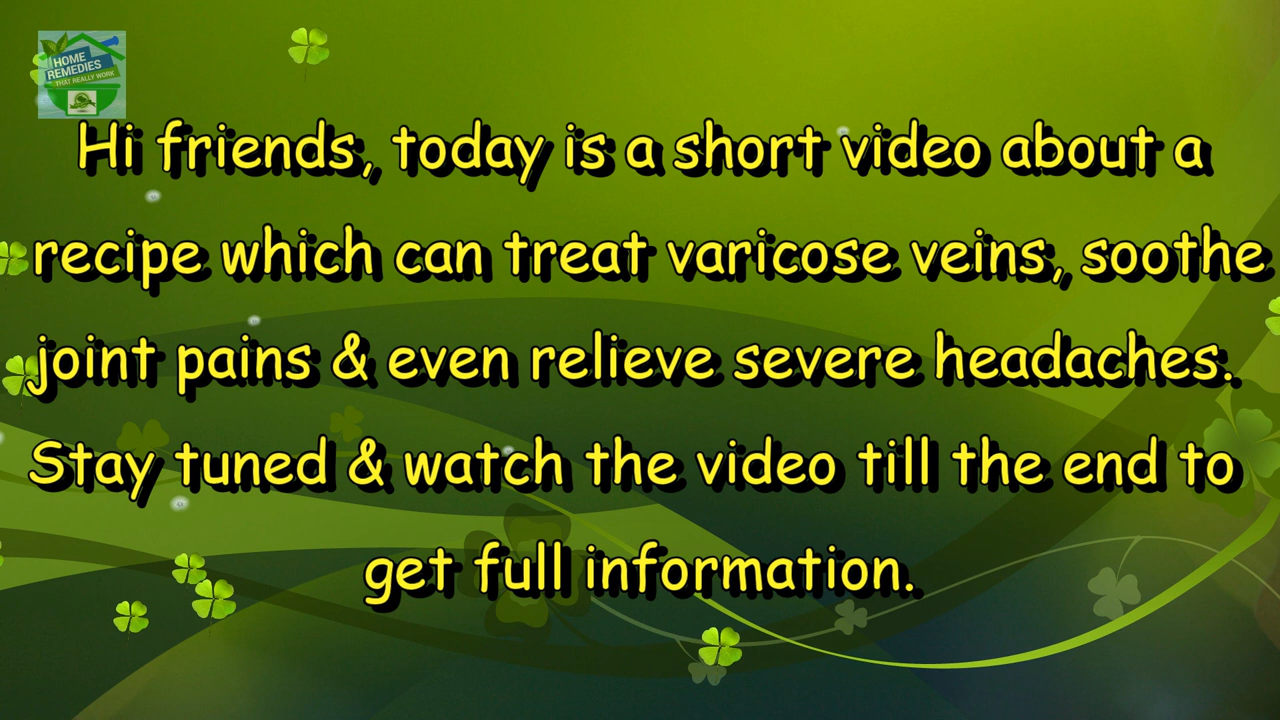 HOME
REMEDIES
THAT REALLY WORK
Hi friends, today is a short video about a
recipe which can treat varicose veins, soothe
joint pains & even relieve severe headaches.
Stay tuned & watch the video till the end to
get full information.